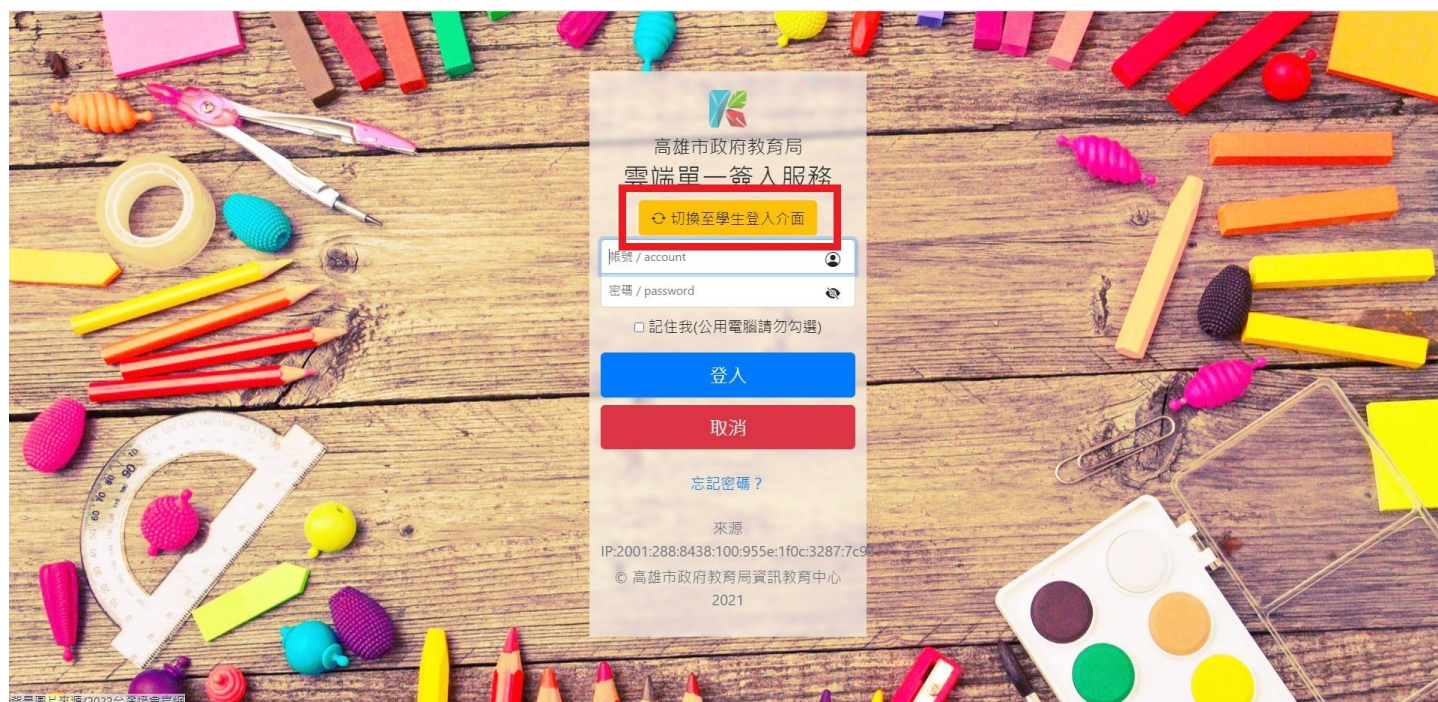 高雄市政府教育局
雲端單一簽入服務
切換至學生登入介面
帳號 / account
密碼 / password
記住我(公用電腦請勿勾選)
登入
取消
忘記密碼？
來源
IP:2001:288:8438:100:955e:1f0c:3287:7c9
© 高雄市政府教育局資訊教育中心
2021